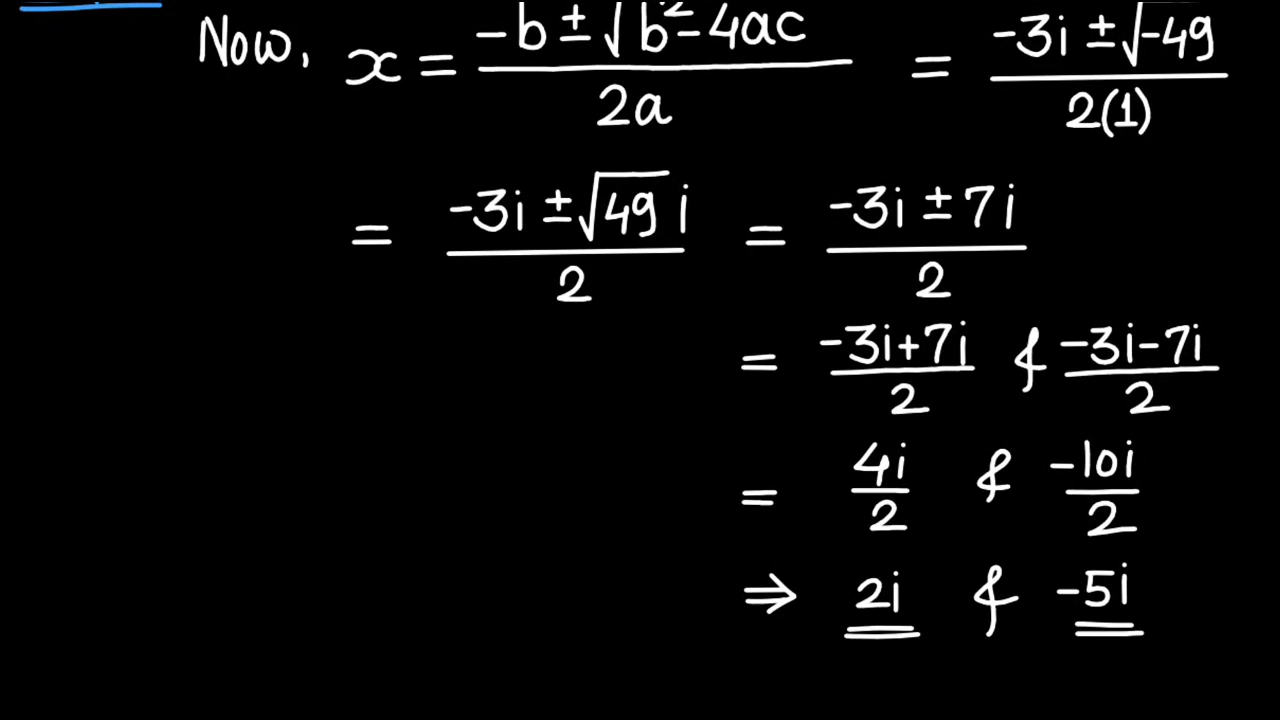 Now, x = (-b ± √(b² - 4ac))/(2a) = (-3i ± √-49)/(2(1))
= (-3i ± √49 i)/2 = (-3i ± 7i)/2
= (-3i+7i)/2 & (-3i-7i)/2
= 4i/2 & -10i/2
⇒ 2i & -5i